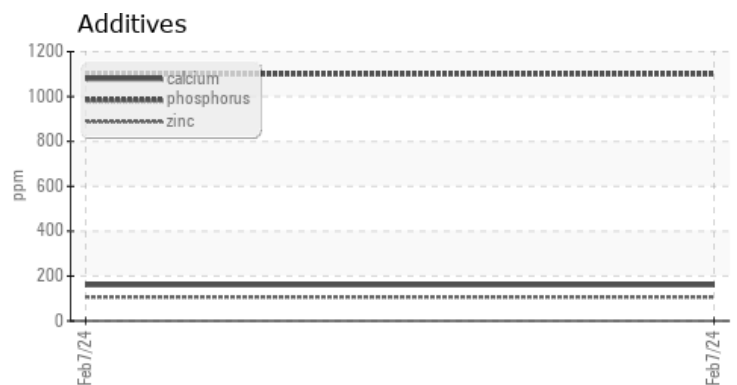 Additives
1200
1000
800
600
400
200
0
ppm
calcium
phosphorus
zinc
Feb7/24
Feb7/24